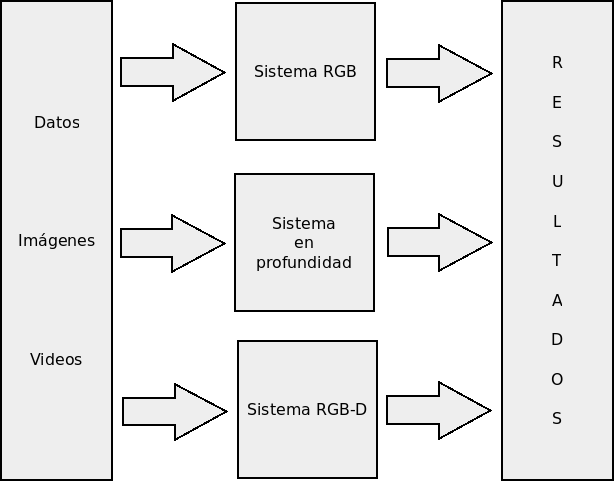 Datos
Imágenes
Videos
Sistema RGB
Sistema
en
profundidad
Sistema RGB-D
R
E
S
U
L
T
A
D
O
S